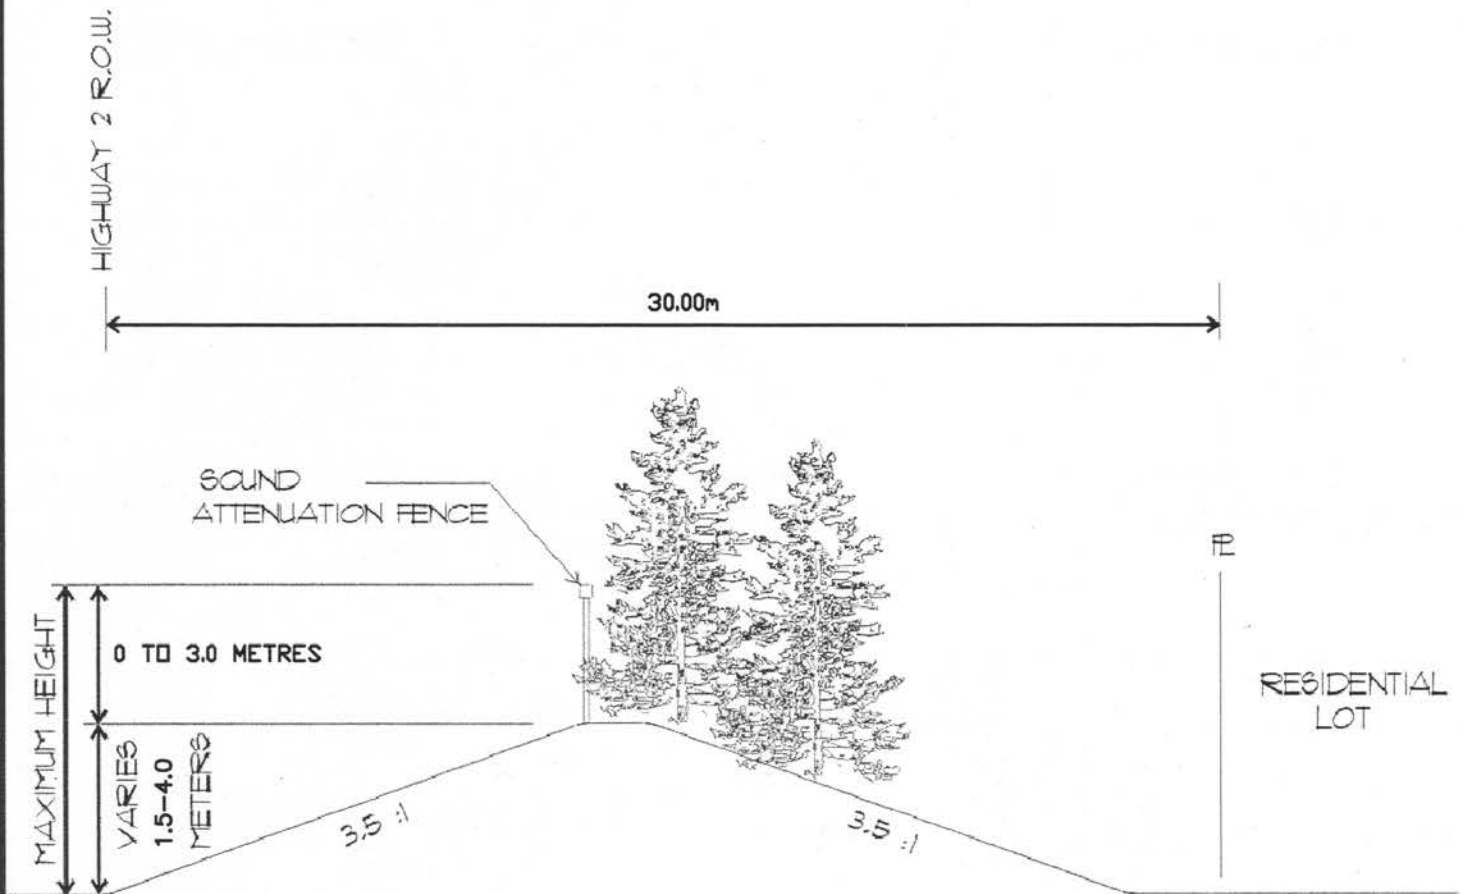 HIGHWAY 2 R.O.W.
30.00m
SOUND
ATTENUATION FENCE
PL
MAXIMUM HEIGHT
0 TO 3.0 METRES
RESIDENTIAL
LOT
VARIES
1.5-4.0
METERS
3.5 :1
3.5 :1